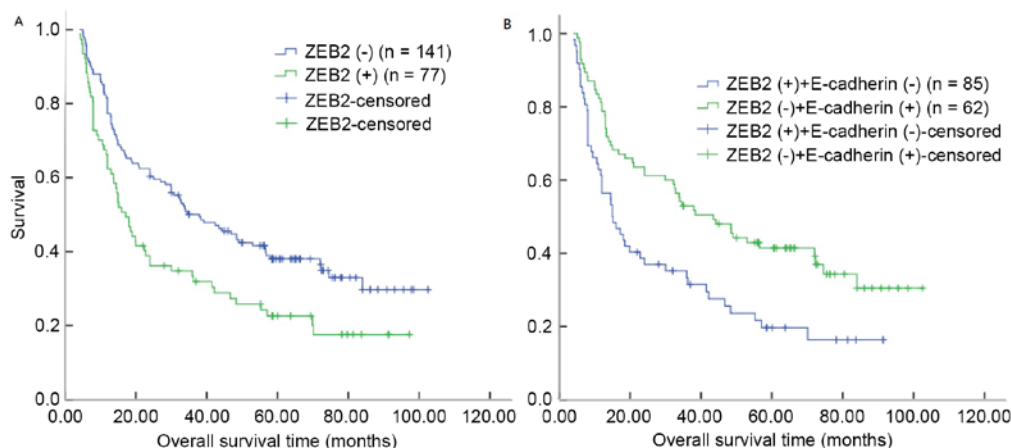 A
Survival
1.0
0.8
0.6
0.4
0.2
0.0
ZEB2 (-) (n = 141)
ZEB2 (+) (n = 77)
ZEB2-censored
ZEB2-censored
0.00 20.00 40.00 60.00 80.00 100.00 120.00
Overall survival time (months)
B
1.0
0.8
0.6
0.4
0.2
0.0
ZEB2 (+)+E-cadherin (-) (n = 85)
ZEB2 (-)+E-cadherin (+) (n = 62)
ZEB2 (+)+E-cadherin (-)-censored
ZEB2 (-)+E-cadherin (+)-censored
0.00 20.00 40.00 60.00 80.00 100.00 120.00
Overall survival time (months)